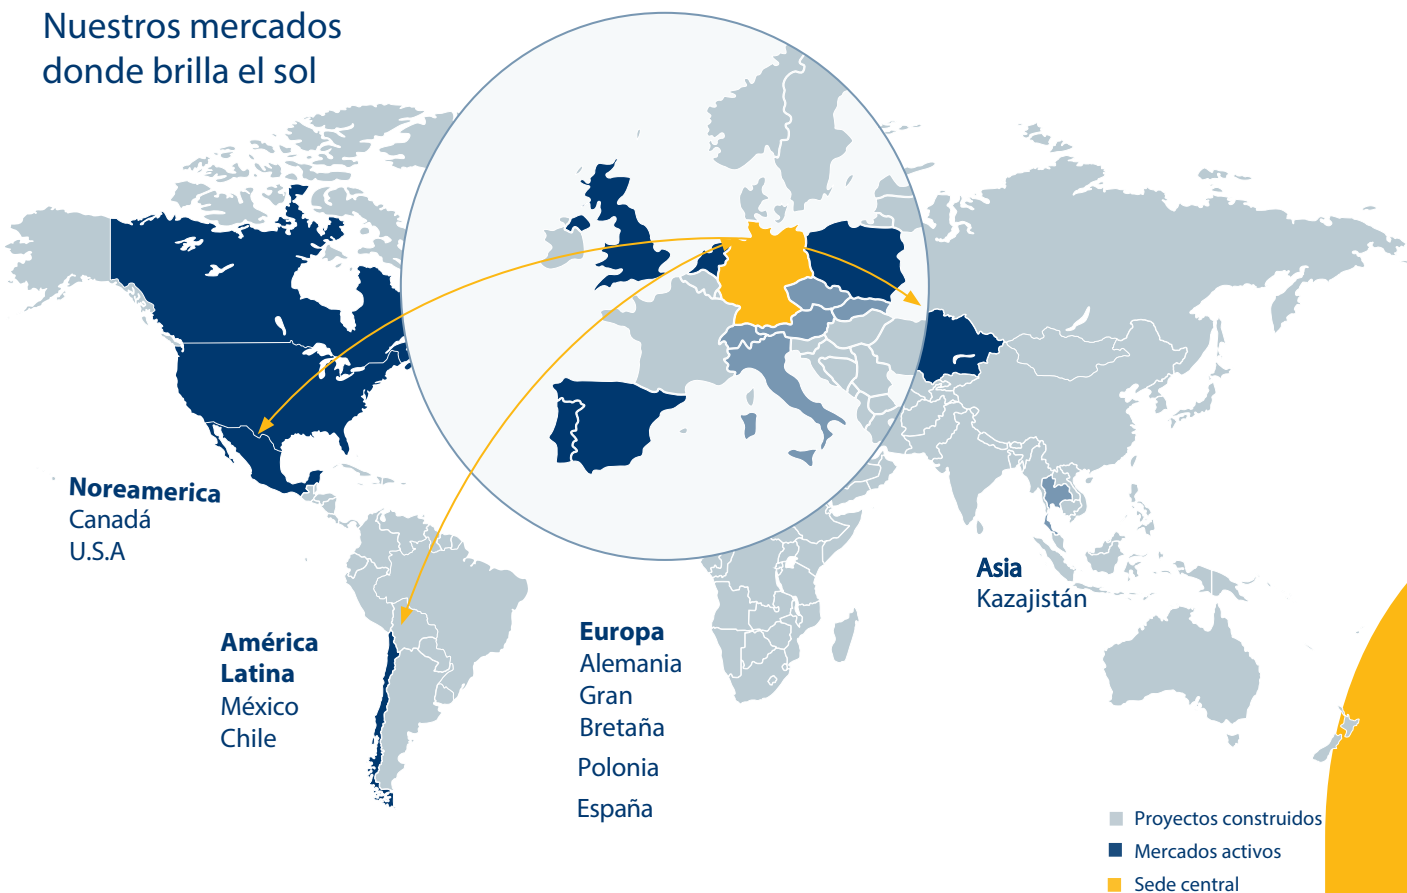 Nuestros mercados
donde brilla el sol
Noreamerica
Canadá
U.S.A
América
Latina
México
Chile
Europa
Alemania
Gran
Bretaña
Polonia
España
Asia
Kazajistán
Proyectos construidos
Mercados activos
Sede central